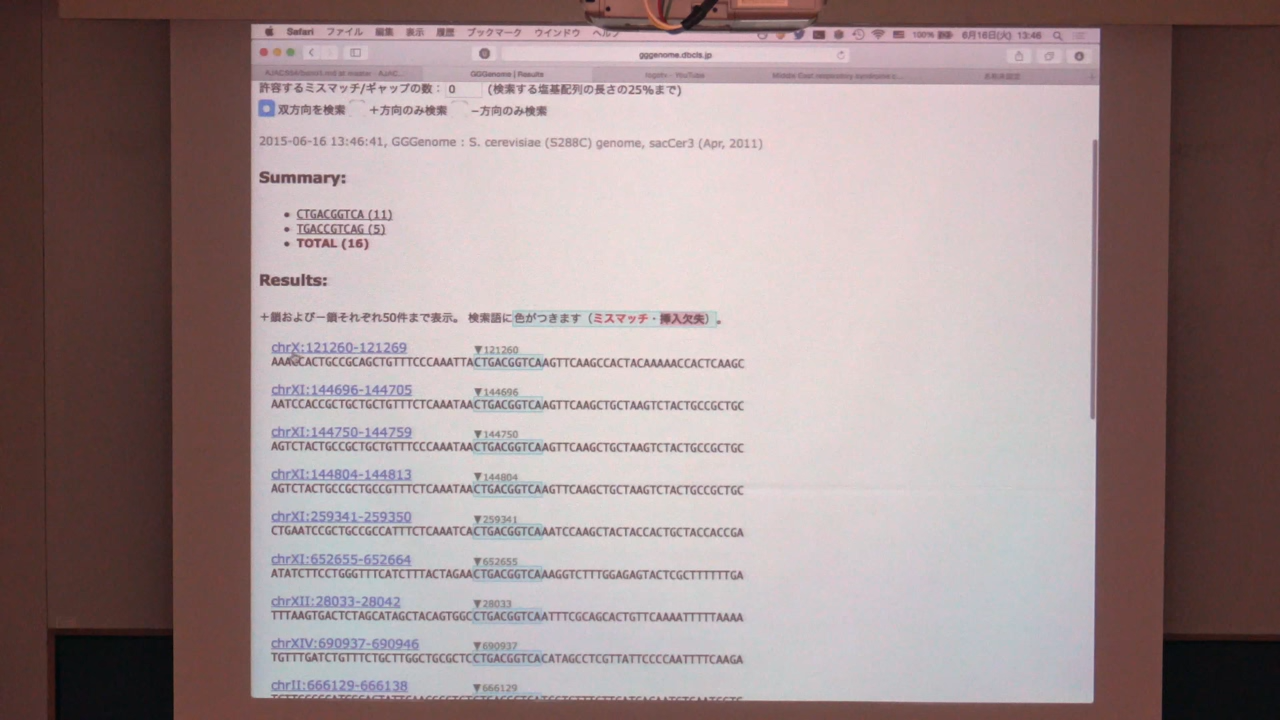 Safari ファイル 編集 表示 履歴 ブックマーク ウインドウ ヘルプ 100% 6月16日(火) 13:46
gggenome.dbcls.jp
GGGenome | Results
許容するミスマッチ/ギャップの数： 0 (検索する塩基配列の長さの25%まで)
双方向を検索 +方向のみ検索 −方向のみ検索
2015-06-16 13:46:41, GGGenome : S. cerevisiae (S288C) genome, sacCer3 (Apr, 2011)
Summary:
• CTGACGGTCA (11)
• TGACCGTCAG (5)
• TOTAL (16)
Results:
+鎖および−鎖それぞれ50件まで表示。 検索語に色がつきます（ミスマッチ・挿入欠失）。
chrX:121260-121269 ▼121260
chrXI:144696-144705 ▼144696
AATCCACCGCTGCTGCTGTTTCTCAAATAACTGACGGTCAAGTTCAAGCTGCTAAGTCTACTGCCGCTGC
chrXI:144750-144759 ▼144750
AGTCTACTGCCGCTGCTGTTTCCCAAATAACTGACGGTCAAGTTCAAGCTGCTAAGTCTACTGCCGCTGC
chrXI:144804-144813 ▼144804
AGTCTACTGCCGCTGCCGTTTCTCAAATAACTGACGGTCAAGTTCAAGCTGCTAAGTCTACTGCCGCTGC
chrXI:259341-259350 ▼259341
CTGAATCCGCTGCCGCCATTTCTCAAATCACTGACGGTCAAATCCAAGCTACTACCACTGCTACCACCGA
chrXI:652655-652664 ▼652655
ATATCTTCCTGGGTTTCATCTTTACTAGAACTGACGGTCAAAGGTCTTTGGAGAGTACTCGCTTTTTTGA
chrXII:28033-28042 ▼28033
TTTAAGTGACTCTAGCATAGCTACAGTGGCCTGACGGTCAATTTCGCAGCACTGTTCAAAATTTTTAAAA
chrXIV:690937-690946 ▼690937
TGTTTGATCTGTTTCTGCTTGGCTGCGCTCCTGACGGTCACATAGCCTCGTTATTCCCCAATTTTCAAGA
chrII:666129-666138 ▼666129